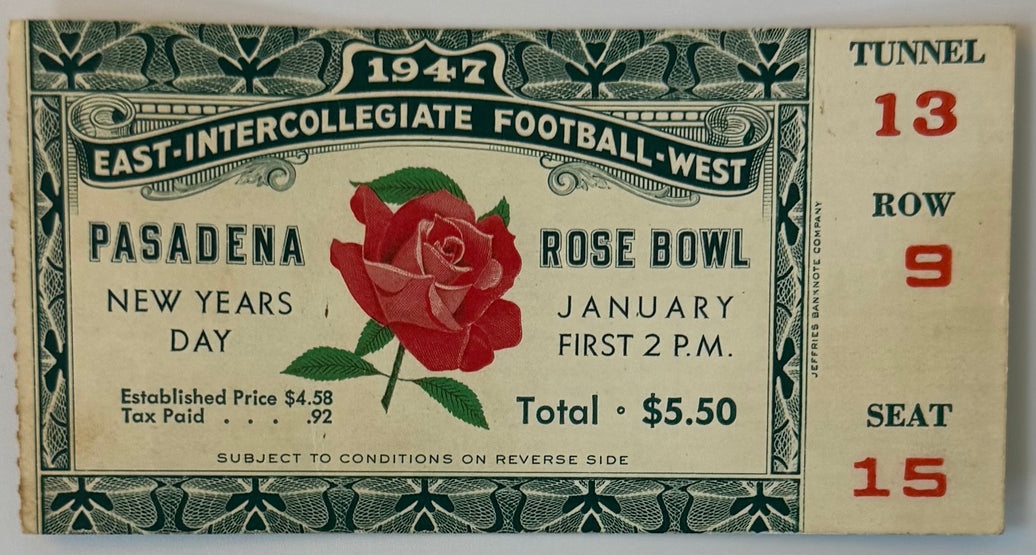 1947
EAST-INTERCOLLEGIATE FOOTBALL-WEST
PASADENA
NEW YEARS
DAY
ROSE BOWL
JANUARY
FIRST 2 P.M.
Established Price $4.58
Tax Paid . . . . .92
Total • $5.50
SUBJECT TO CONDITIONS ON REVERSE SIDE
JEFFRIES BANKNOTE COMPANY
TUNNEL
13
ROW
9
SEAT
15